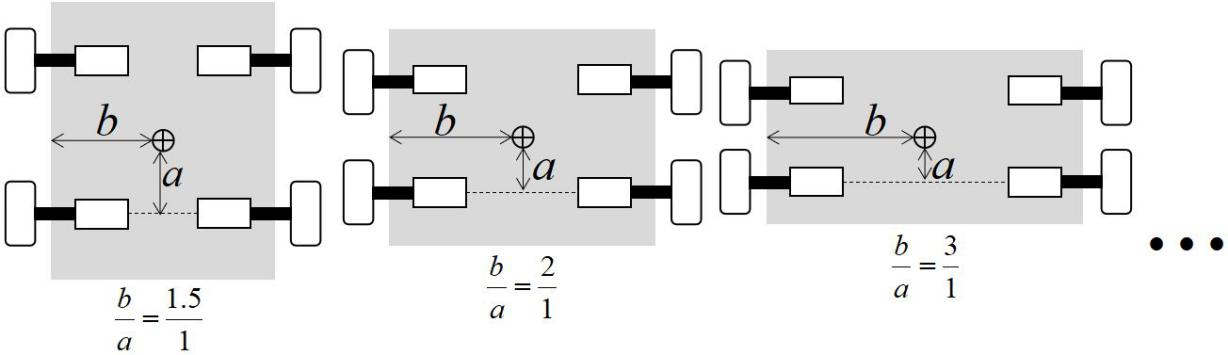 b
a
b
a
b
a
b/a = 1.5/1
b/a = 2/1
b/a = 3/1